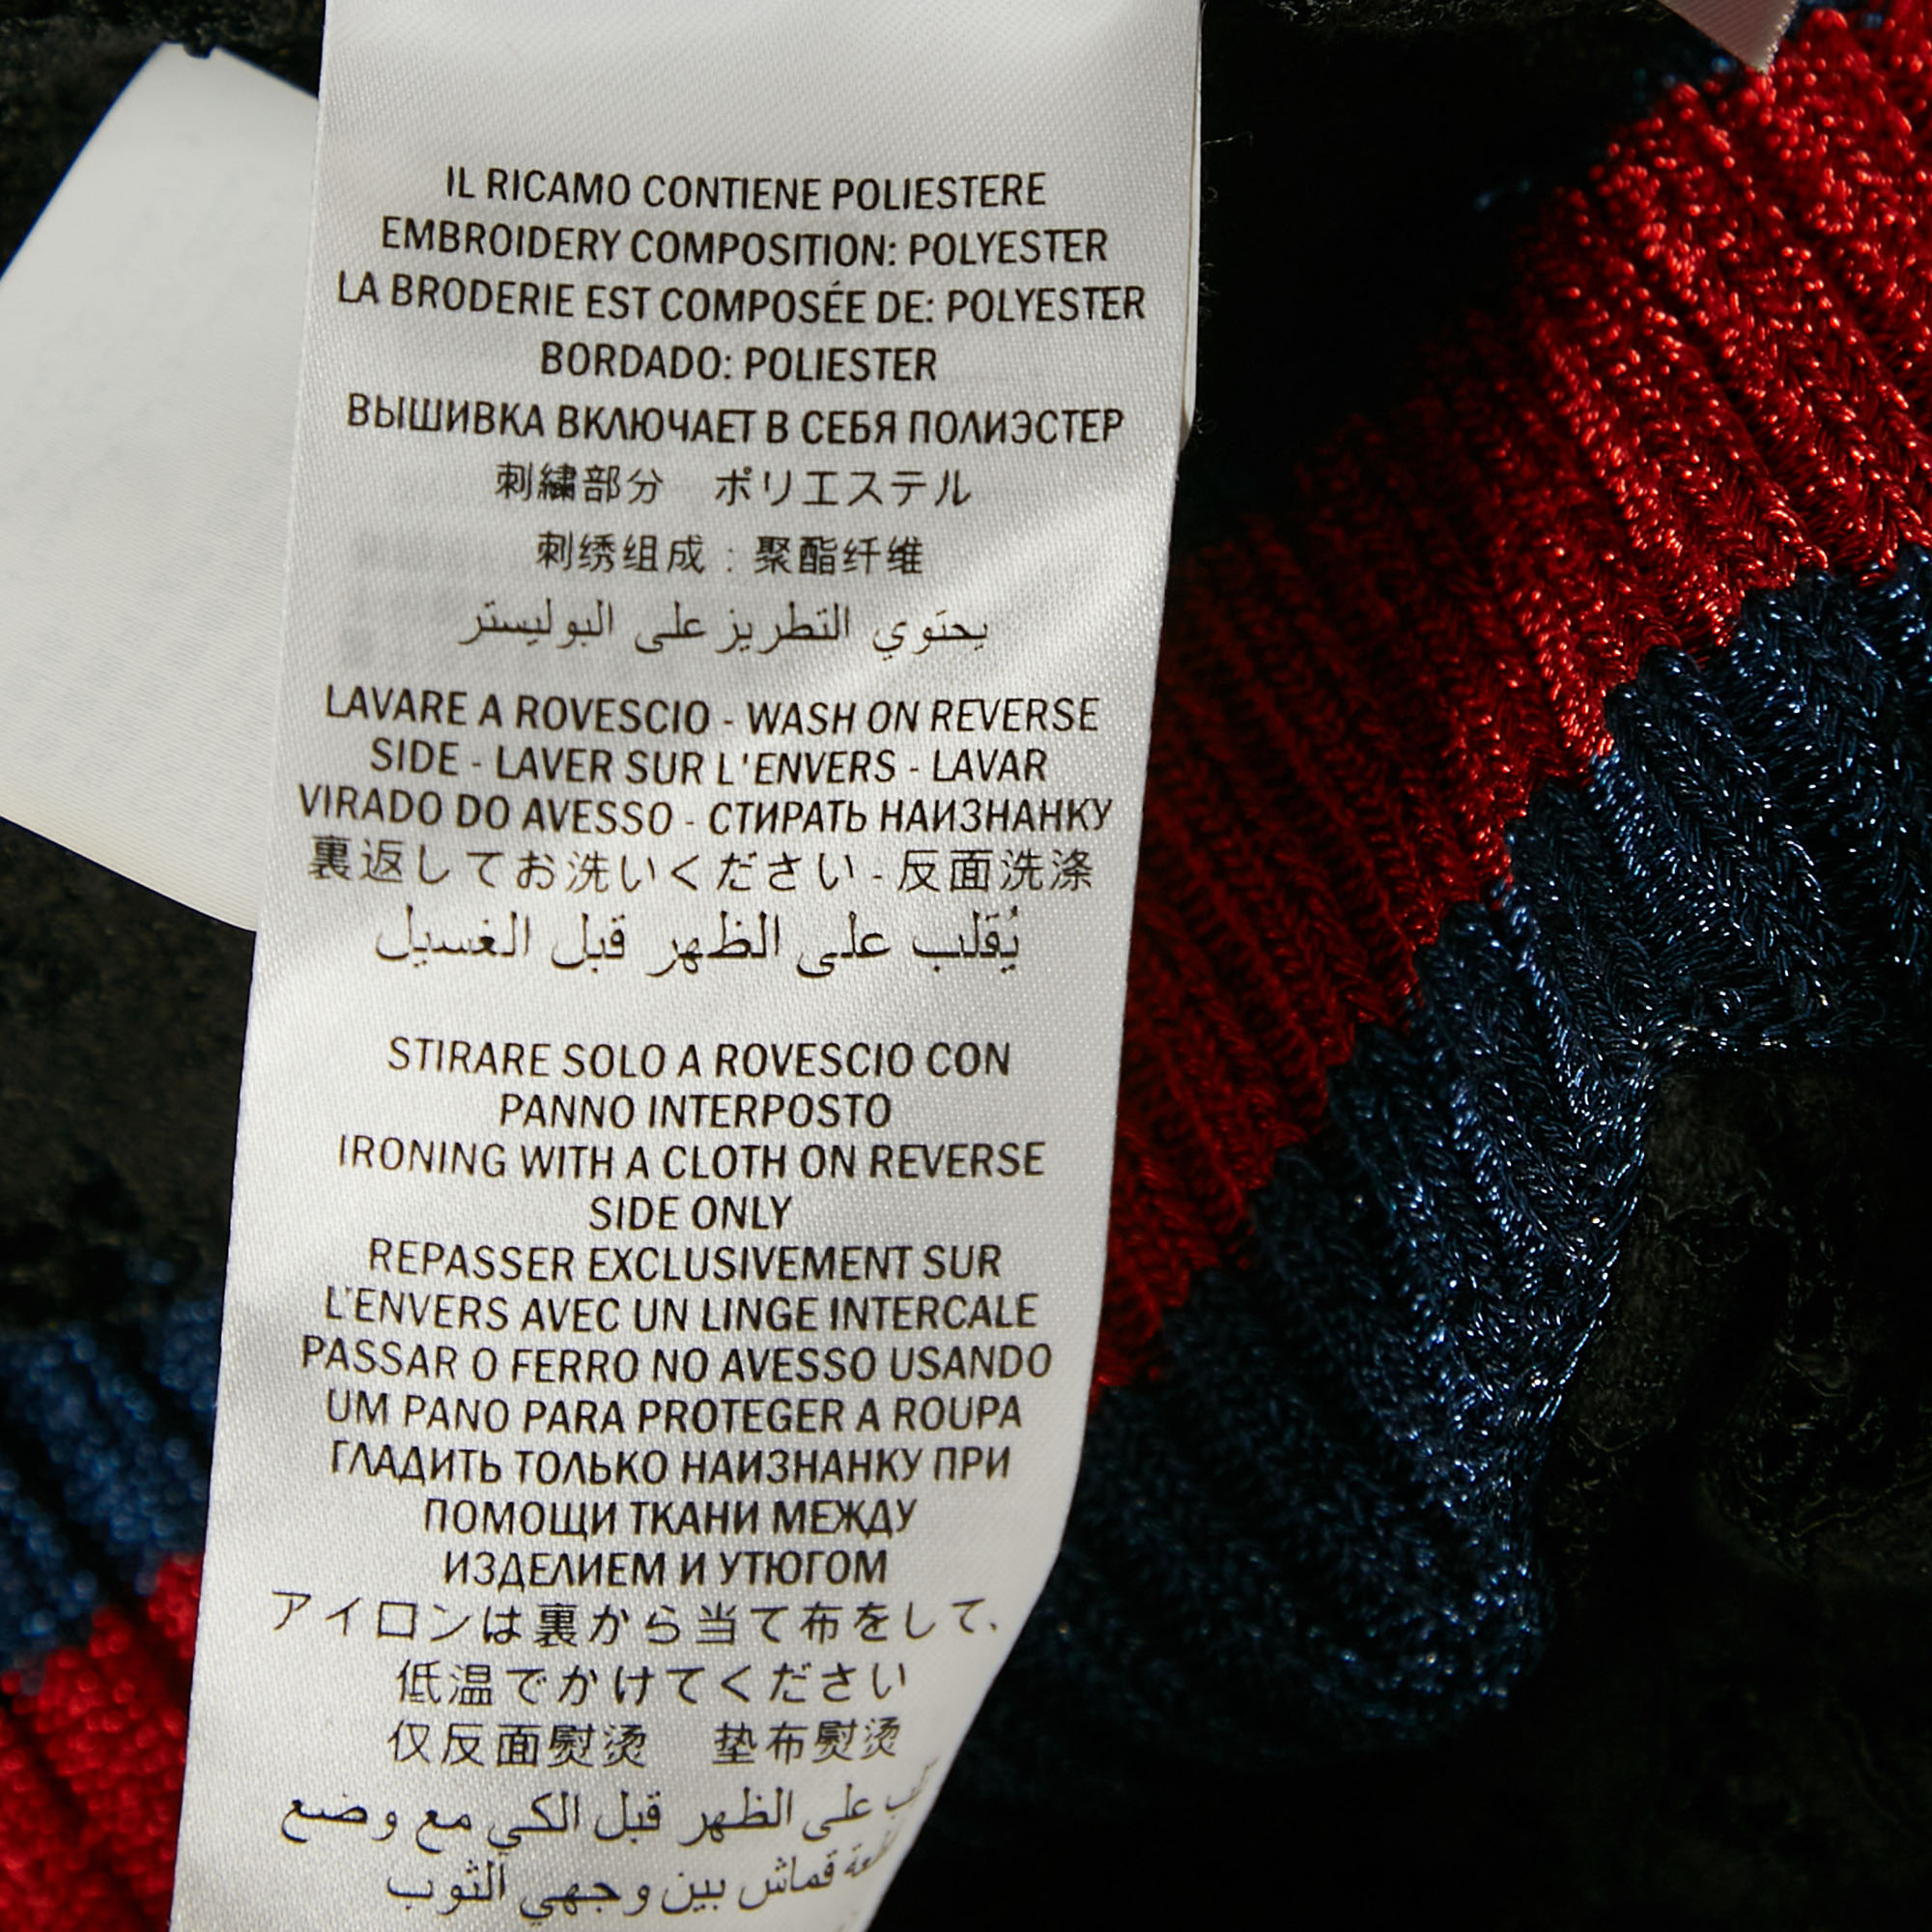 IL RICAMO CONTIENE POLIESTERE
EMBROIDERY COMPOSITION: POLYESTER
LA BRODERIE EST COMPOSÉE DE: POLYESTER
BORDADO: POLIESTER
ВЫШИВКА ВКЛЮЧАЕТ В СЕБЯ ПОЛИЭСТЕР
刺繍部分 ポリエステル
刺绣组成：聚酯纤维
يحتوي التطريز على البوليستر
LAVARE A ROVESCIO - WASH ON REVERSE
SIDE - LAVER SUR L'ENVERS - LAVAR
VIRADO DO AVESSO - СТИРАТЬ НАИЗНАНКУ
裏返してお洗いください - 反面洗涤
يُقلب على الظهر قبل الغسيل
STIRARE SOLO A ROVESCIO CON
PANNO INTERPOSTO
IRONING WITH A CLOTH ON REVERSE
SIDE ONLY
REPASSER EXCLUSIVEMENT SUR
L'ENVERS AVEC UN LINGE INTERCALE
PASSAR O FERRO NO AVESSO USANDO
UM PANO PARA PROTEGER A ROUPA
ГЛАДИТЬ ТОЛЬКО НАИЗНАНКУ ПРИ
ПОМОЩИ ТКАНИ МЕЖДУ
ИЗДЕЛИЕМ И УТЮГОМ
アイロンは裏から当て布をして、
低温でかけてください
仅反面熨烫 垫布熨烫
على الظهر قبل الكي مع وضع
قماش بين وجهي الثوب